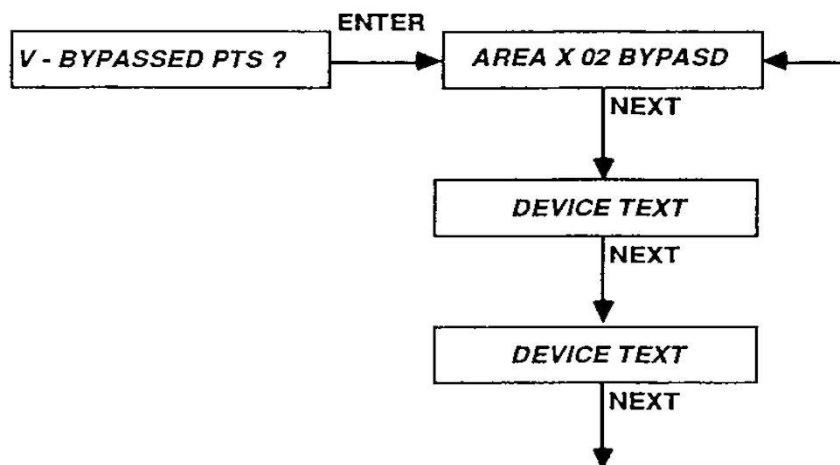 ENTER
V - BYPASSED PTS ?
AREA X 02 BYPASD
NEXT
DEVICE TEXT
NEXT
DEVICE TEXT
NEXT